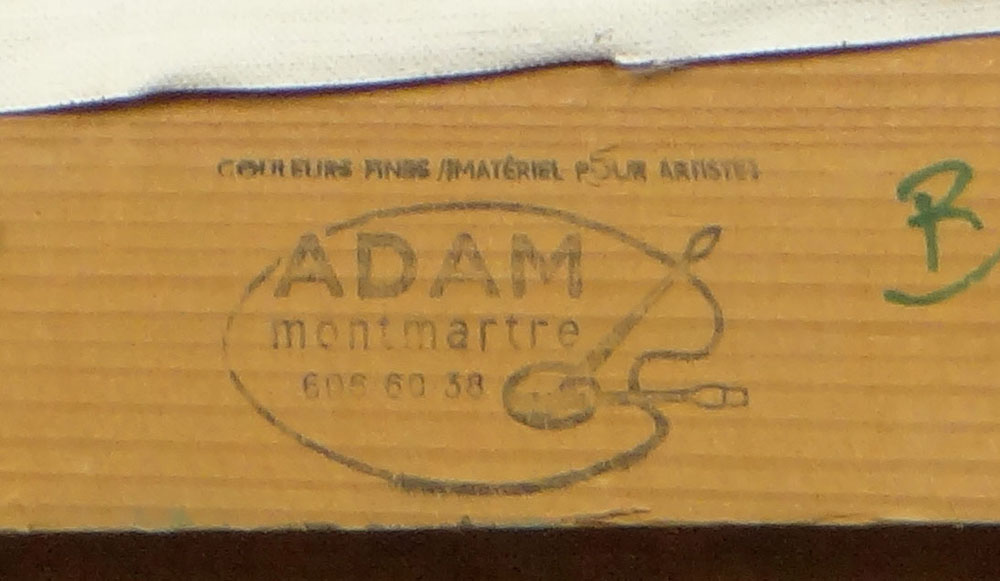 COULEURS FINES / MATÉRIEL POUR ARTISTES
ADAM
montmartre
606 60 38